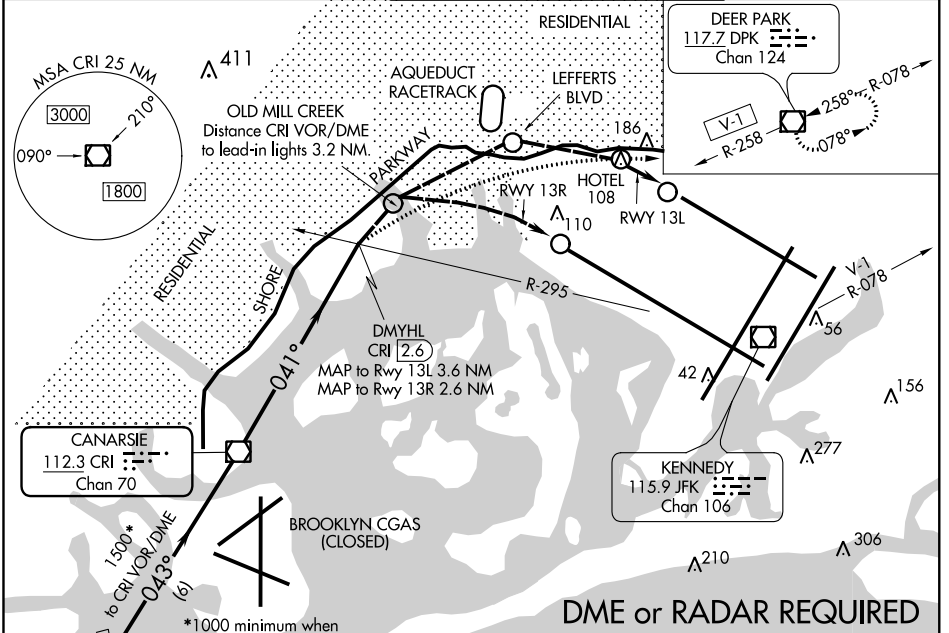 RESIDENTIAL
DEER PARK
117.7 DPK
Chan 124
R-078
258°
078°
V-1
R-258
MSA CRI 25 NM
3000
210°
090°
1800
411
AQUEDUCT
RACETRACK
LEFFERTS
BLVD
OLD MILL CREEK
Distance CRI VOR/DME
to lead-in lights 3.2 NM.
PARKWAY
186
HOTEL
108
RWY 13R
110
RWY 13L
RESIDENTIAL
SHORE
R-295
V-1
R-078
DMYHL
CRI 2.6
MAP to Rwy 13L 3.6 NM
MAP to Rwy 13R 2.6 NM
041°
56
42
156
CANARSIE
112.3 CRI
Chan 70
KENNEDY
115.9 JFK
Chan 106
277
BROOKLYN CGAS
(CLOSED)
1500*
to CRI VOR/DME
043°
(6)
210
306
*1000 minimum when
DME or RADAR REQUIRED